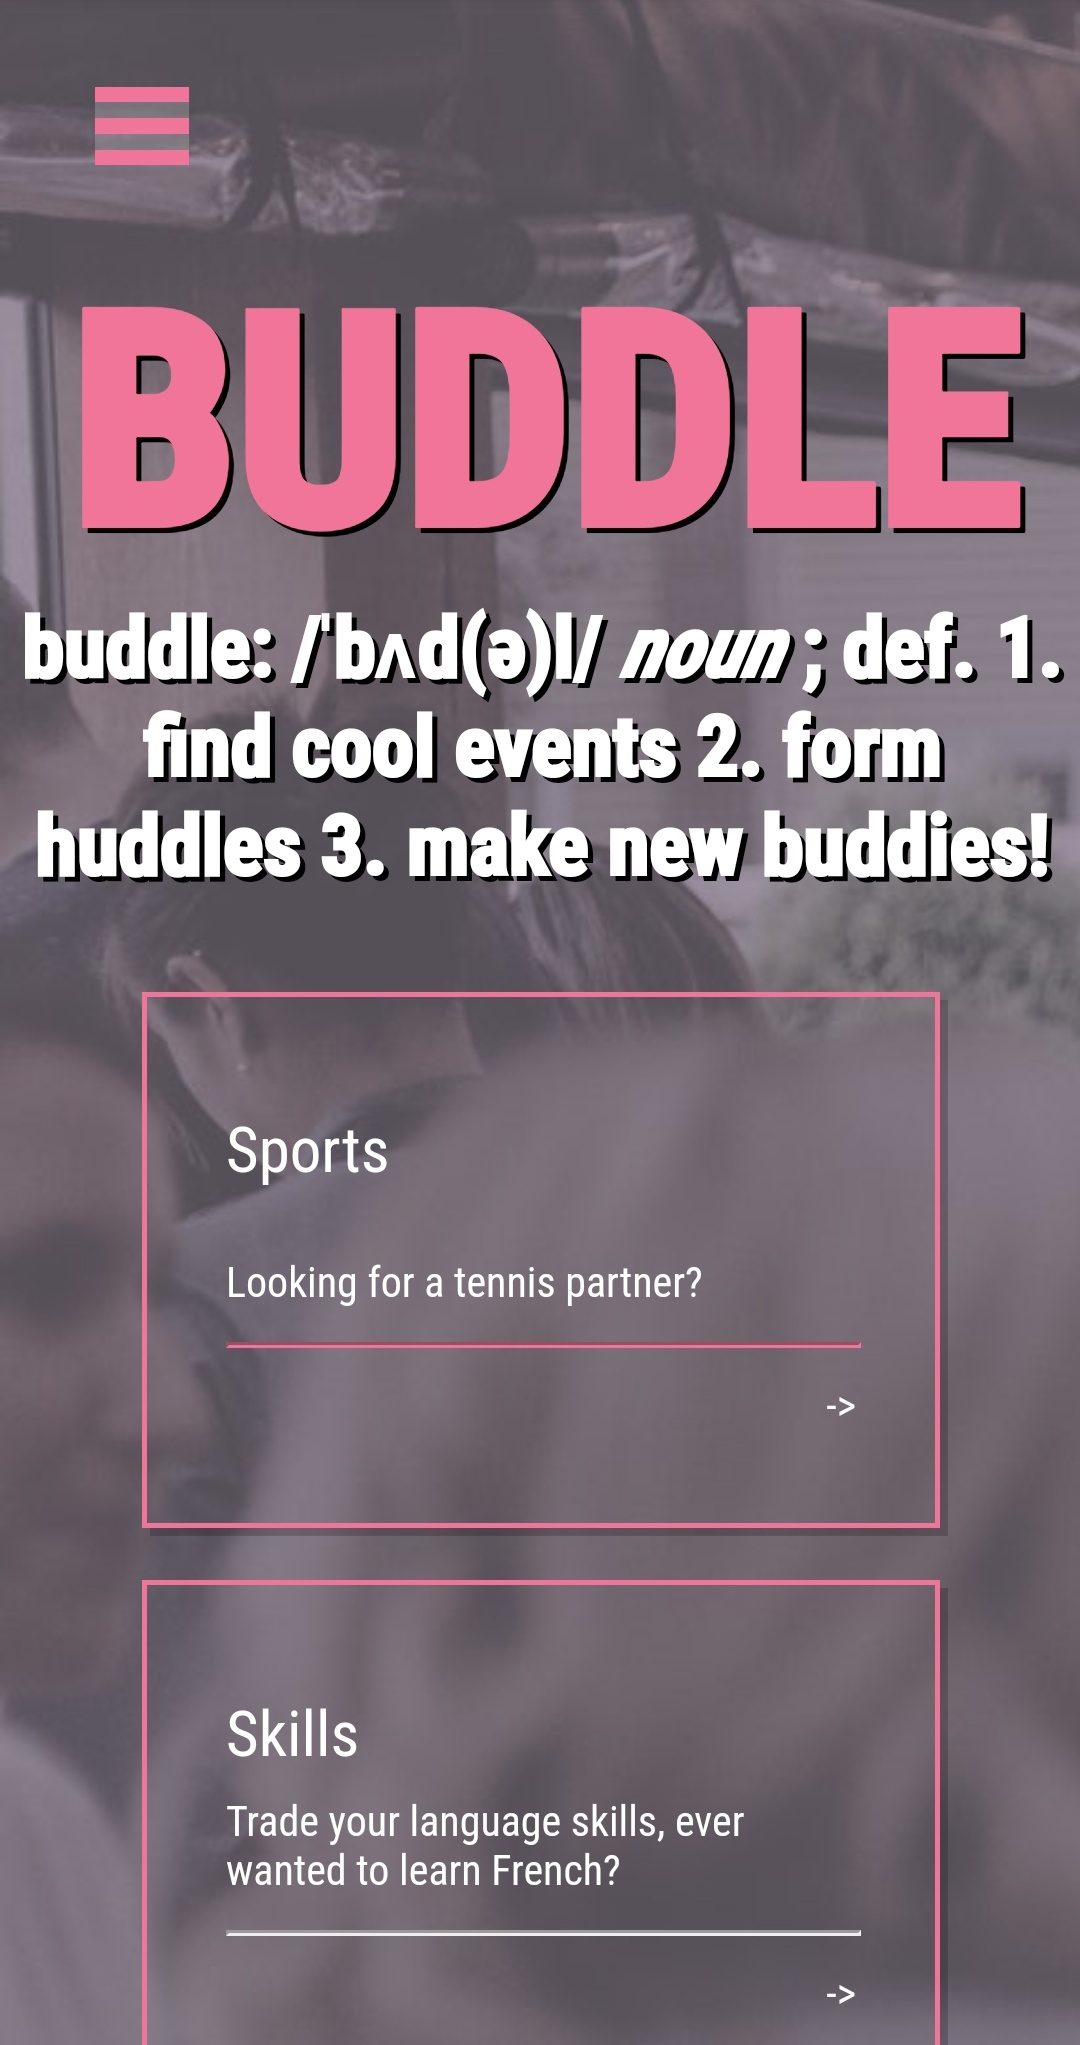 BUDDLE
buddle: /ˈbʌd(ə)l/ noun ; def. 1.
find cool events 2. form
huddles 3. make new buddies!
Sports
Looking for a tennis partner?
->
Skills
Trade your language skills, ever
wanted to learn French?
->